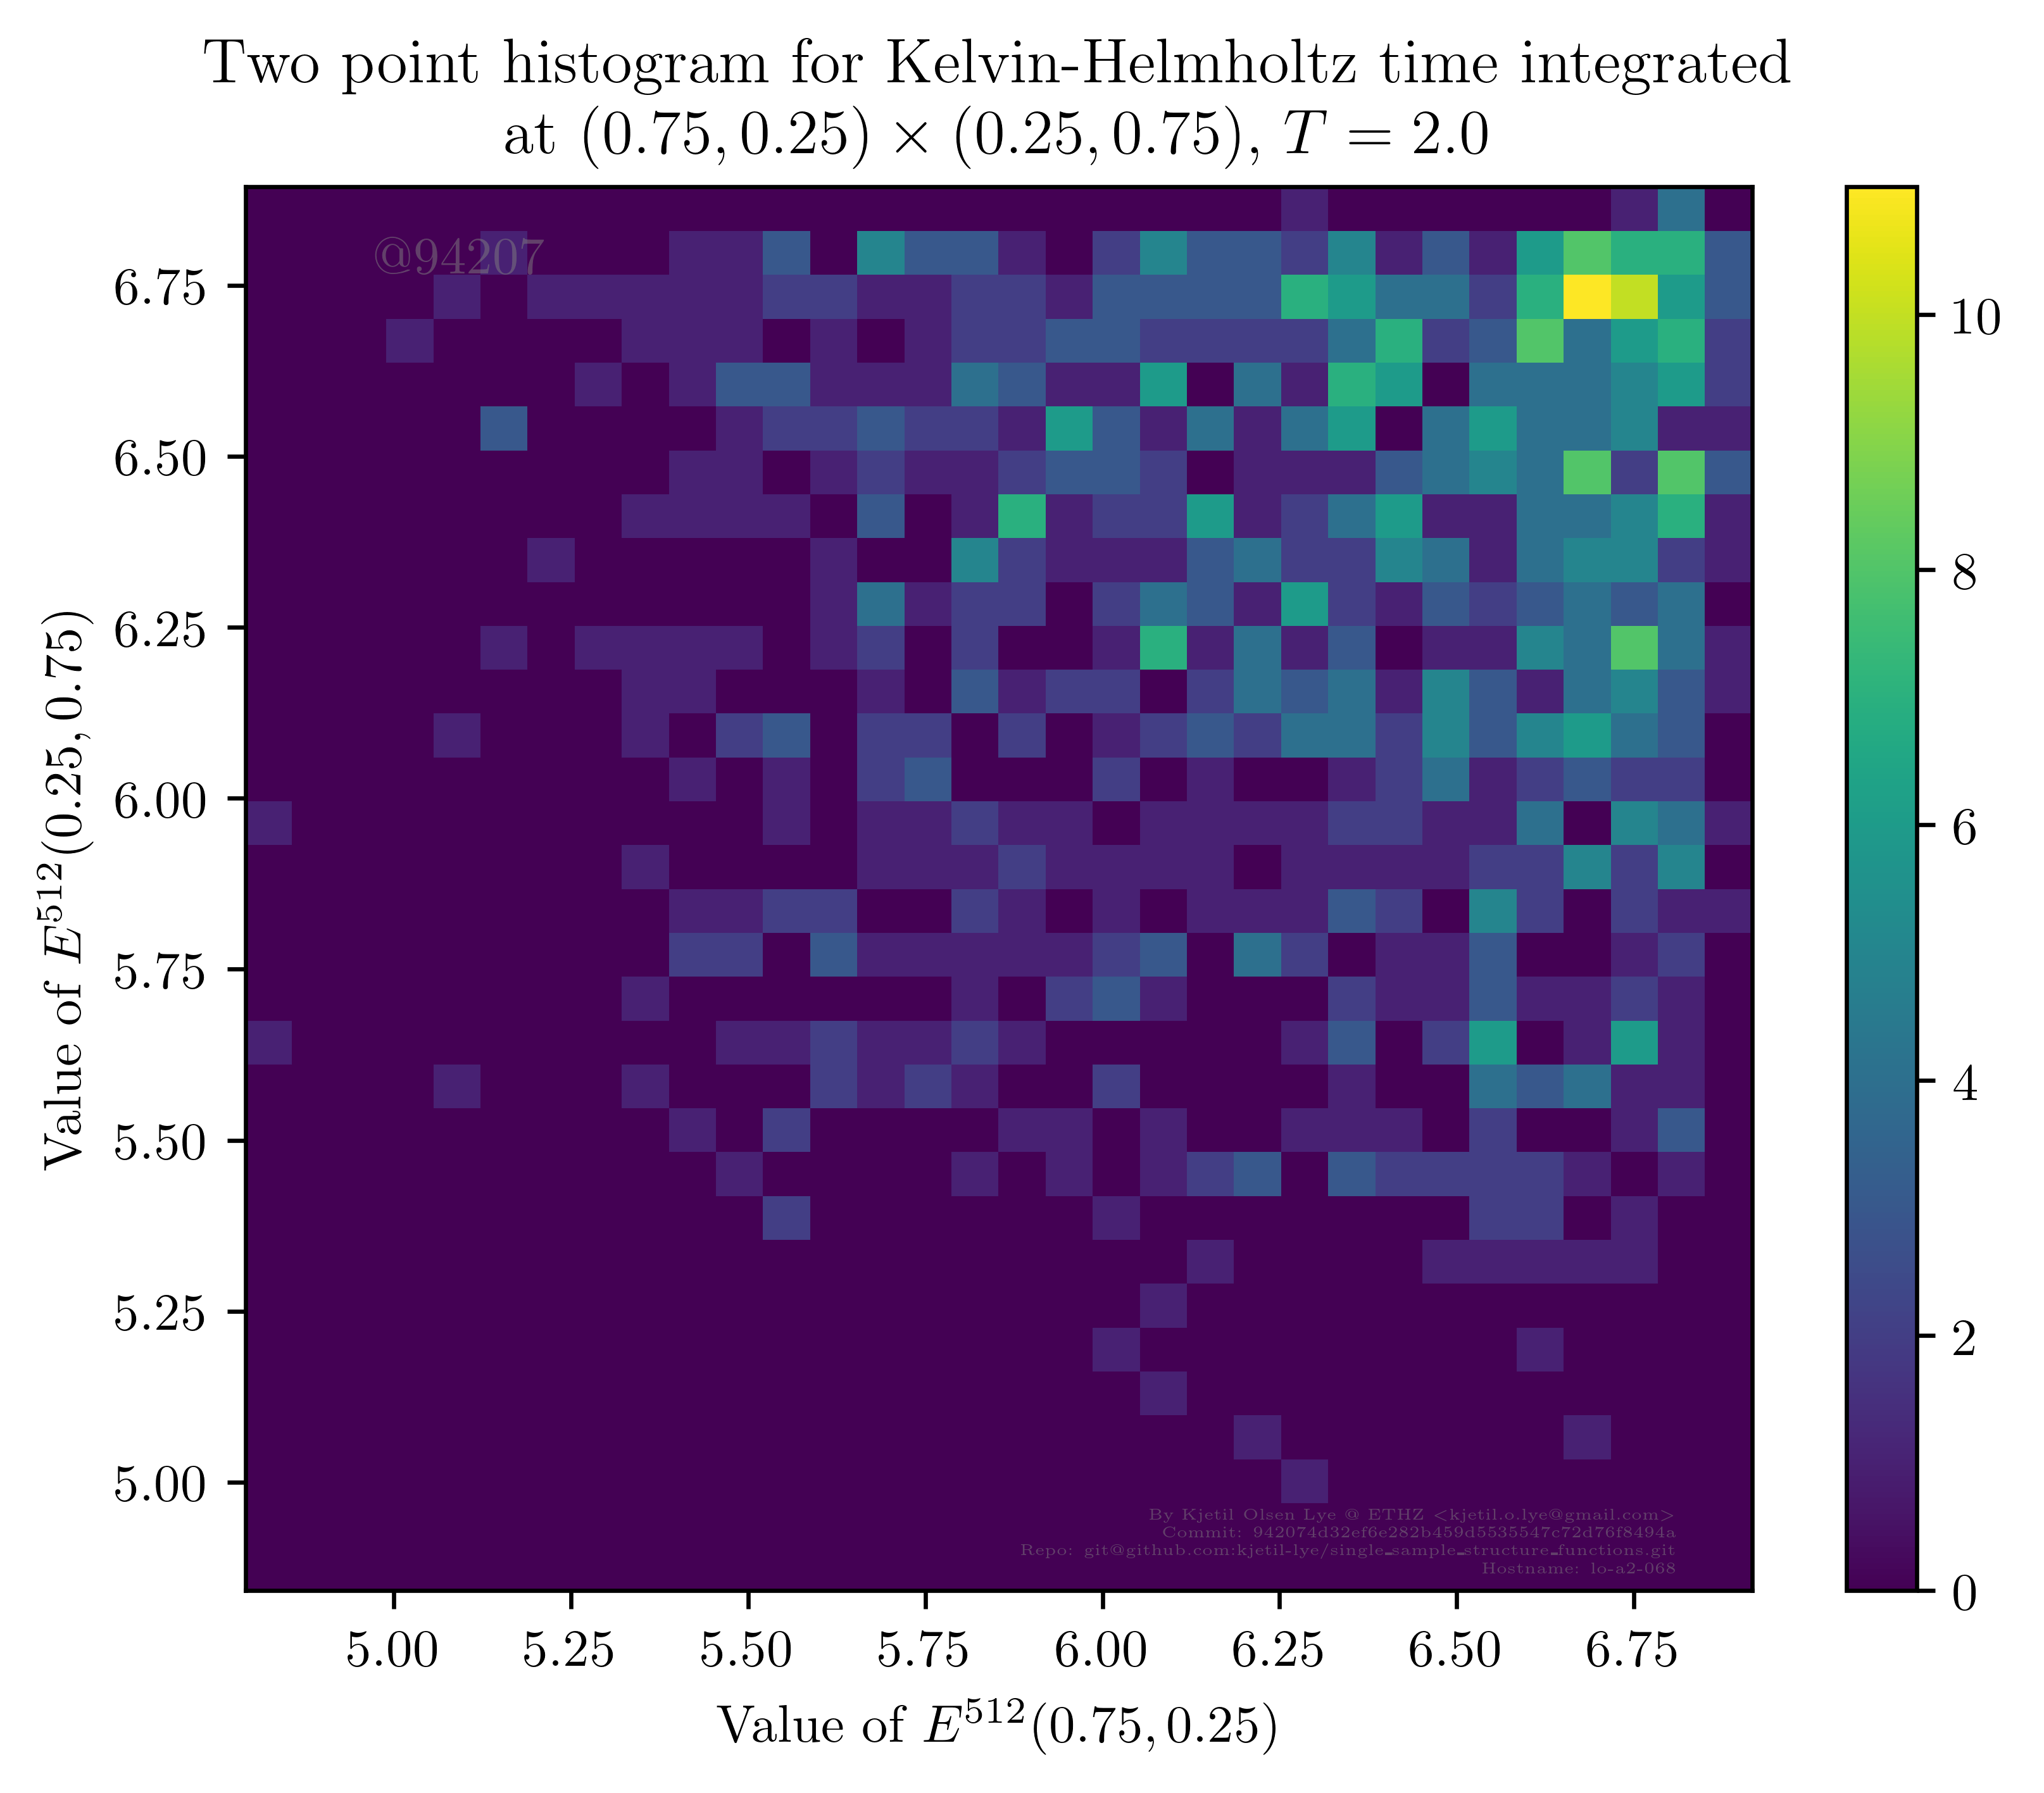 Two point histogram for Kelvin-Helmholtz time integrated
at (0.75, 0.25) × (0.25, 0.75), T = 2.0
@94207
6.75
6.50
6.25
6.00
5.75
5.50
5.25
5.00
Value of E^512(0.25, 0.75)
10
8
6
4
2
0
By Kjetil Olsen Lye @ ETHZ <kjetil.o.lye@gmail.com>
Commit: 942074d32ef6e282b459d5535547c72d76f8494a
Repo: git@github.com:kjetil-lye/single_sample_structure_functions.git
Hostname: lo-a2-068
5.00 5.25 5.50 5.75 6.00 6.25 6.50 6.75
Value of E^512(0.75, 0.25)